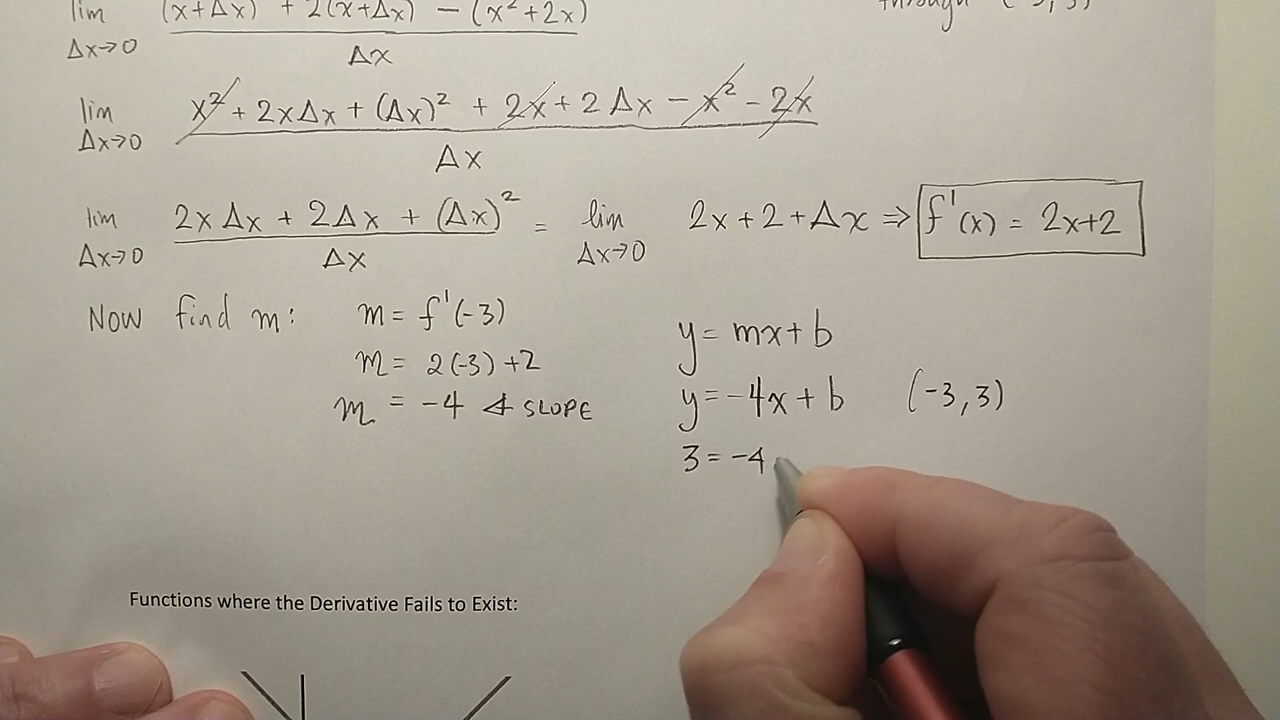 lim (x+Δx) + 2(x+Δx) − (x²+2x)
Δx→0 Δx
through (-3,3)
lim x² + 2xΔx + (Δx)² + 2x + 2Δx − x² − 2x
Δx→0 Δx
lim 2xΔx + 2Δx + (Δx)² = lim 2x+2+Δx ⇒ f'(x) = 2x+2
Δx→0 Δx Δx→0
Now find m: m = f'(-3)
m = 2(-3)+2
m = -4 ∢ SLOPE
y = mx+b
y = -4x+b (-3,3)
3 = -4
Functions where the Derivative Fails to Exist: